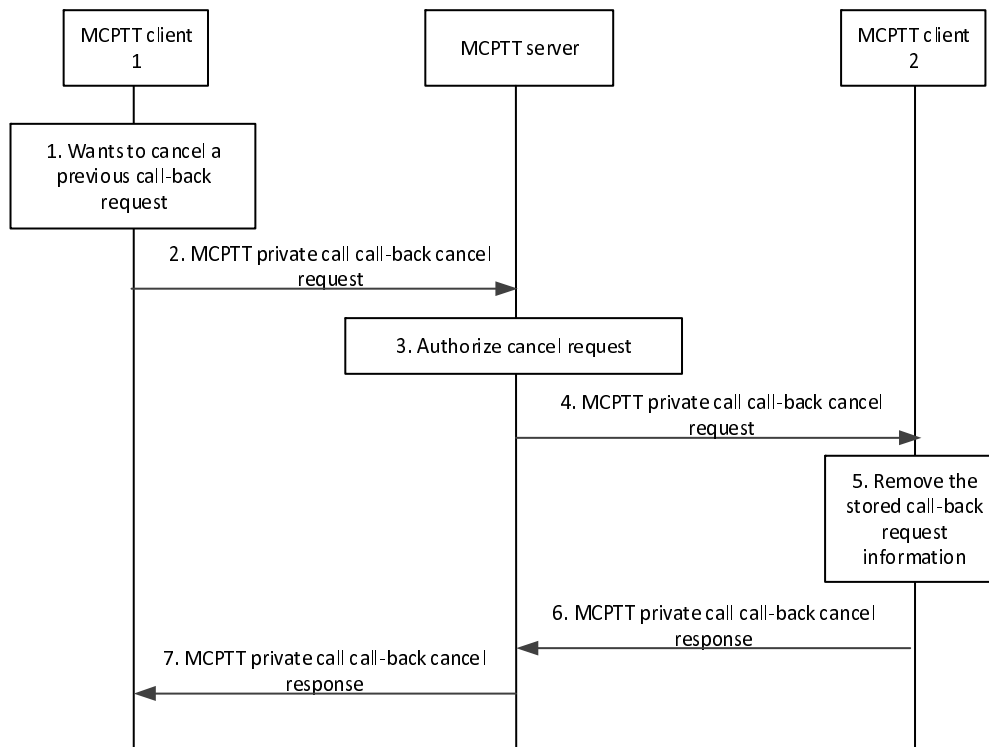 MCPTT client
1
MCPTT server
MCPTT client
2
1. Wants to cancel a
previous call-back
request
2. MCPTT private call call-back cancel
request
3. Authorize cancel request
4. MCPTT private call call-back cancel
request
5. Remove the
stored call-back
request
information
6. MCPTT private call call-back cancel
response
7. MCPTT private call call-back cancel
response